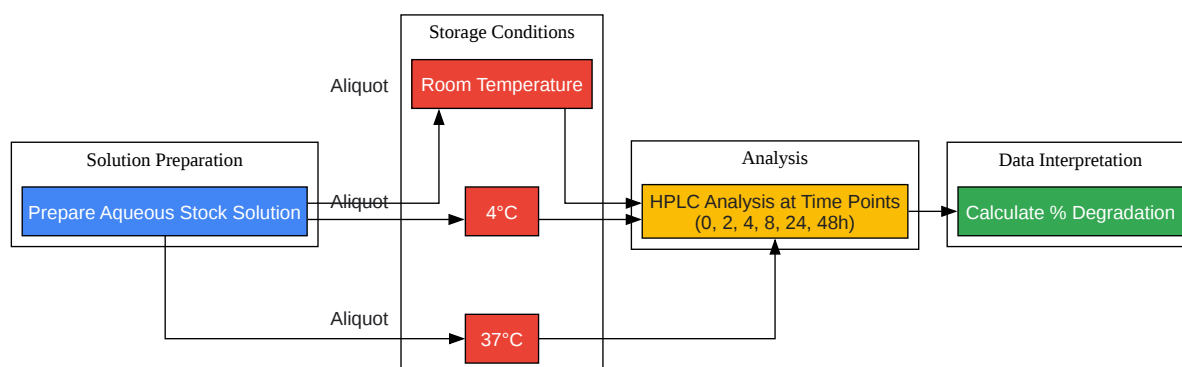 Storage Conditions
Aliquot
Room Temperature
Solution Preparation
Prepare Aqueous Stock Solution
Aliquot
4°C
Analysis
HPLC Analysis at Time Points
(0, 2, 4, 8, 24, 48h)
Data Interpretation
Calculate % Degradation
Aliquot
37°C